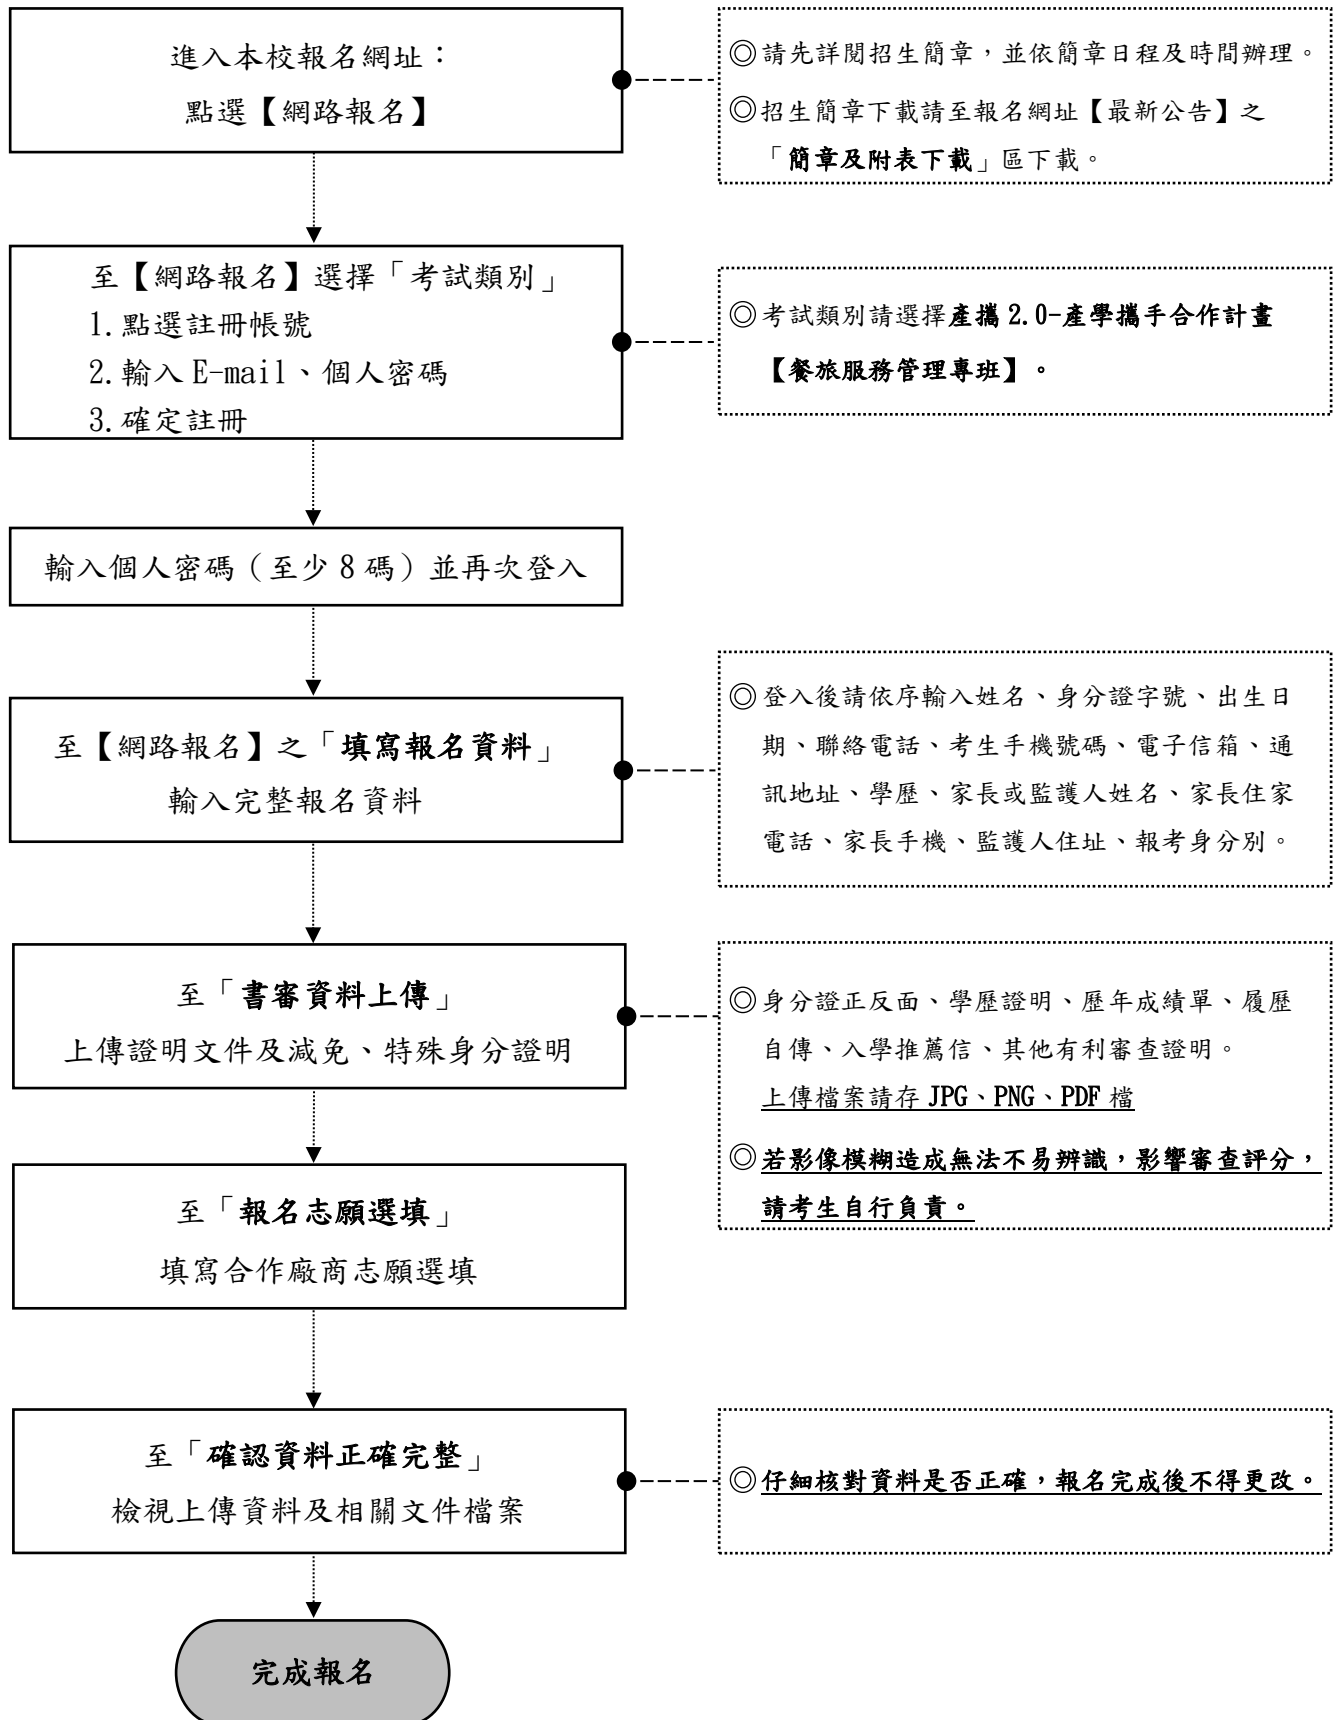 進入本校報名網址：
點選【網路報名】
◎請先詳閱招生簡章，並依簡章日程及時間辦理。
◎招生簡章下載請至報名網址【最新公告】之
「簡章及附表下載」區下載。
至【網路報名】選擇「考試類別」
1.點選註冊帳號
2.輸入 E-mail、個人密碼
3.確定註冊
◎考試類別請選擇產攜 2.0-產學攜手合作計畫
【餐旅服務管理專班】。
輸入個人密碼（至少 8 碼）並再次登入
至【網路報名】之「填寫報名資料」
輸入完整報名資料
◎登入後請依序輸入姓名、身分證字號、出生日
期、聯絡電話、考生手機號碼、電子信箱、通
訊地址、學歷、家長或監護人姓名、家長住家
電話、家長手機、監護人住址、報考身分別。
至「書審資料上傳」
上傳證明文件及減免、特殊身分證明
◎身分證正反面、學歷證明、歷年成績單、履歷
自傳、入學推薦信、其他有利審查證明。
上傳檔案請存 JPG、PNG、PDF 檔
◎若影像模糊造成無法不易辨識，影響審查評分，
請考生自行負責。
至「報名志願選填」
填寫合作廠商志願選填
至「確認資料正確完整」
檢視上傳資料及相關文件檔案
◎仔細核對資料是否正確，報名完成後不得更改。
完成報名